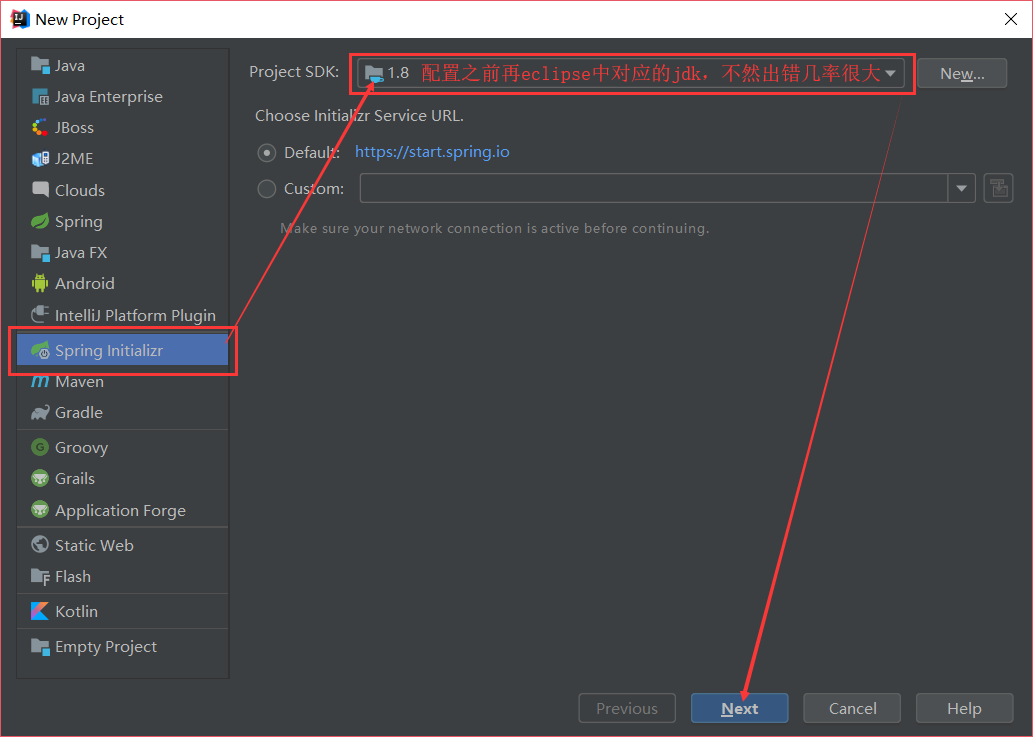 New Project
Java
Java Enterprise
JBoss
J2ME
Clouds
Spring
Java FX
Android
IntelliJ Platform Plugin
Spring Initializr
Maven
Gradle
Groovy
Grails
Application Forge
Static Web
Flash
Kotlin
Empty Project
Project SDK: 1.8 配置之前再eclipse中对应的jdk，不然出错几率很大 New...
Choose Initializr Service URL.
Default: https://start.spring.io
Custom:
Make sure your network connection is active before continuing.
Previous Next Cancel Help